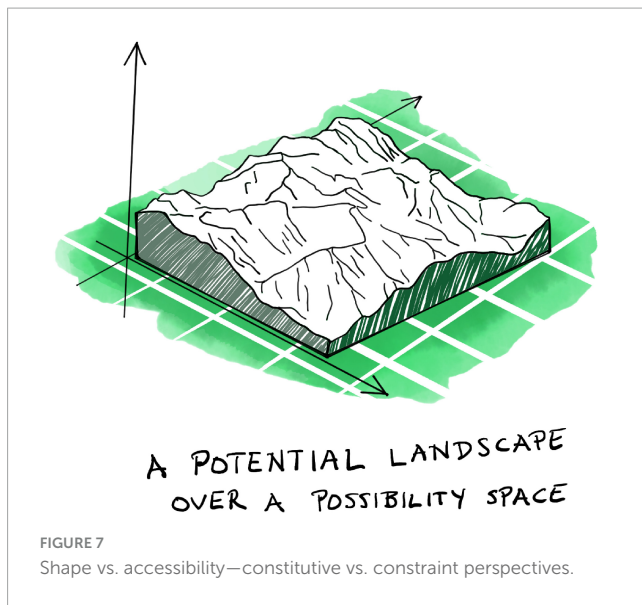 A POTENTIAL LANDSCAPE
OVER A POSSIBILITY SPACE
FIGURE 7
Shape vs. accessibility—constitutive vs. constraint perspectives.